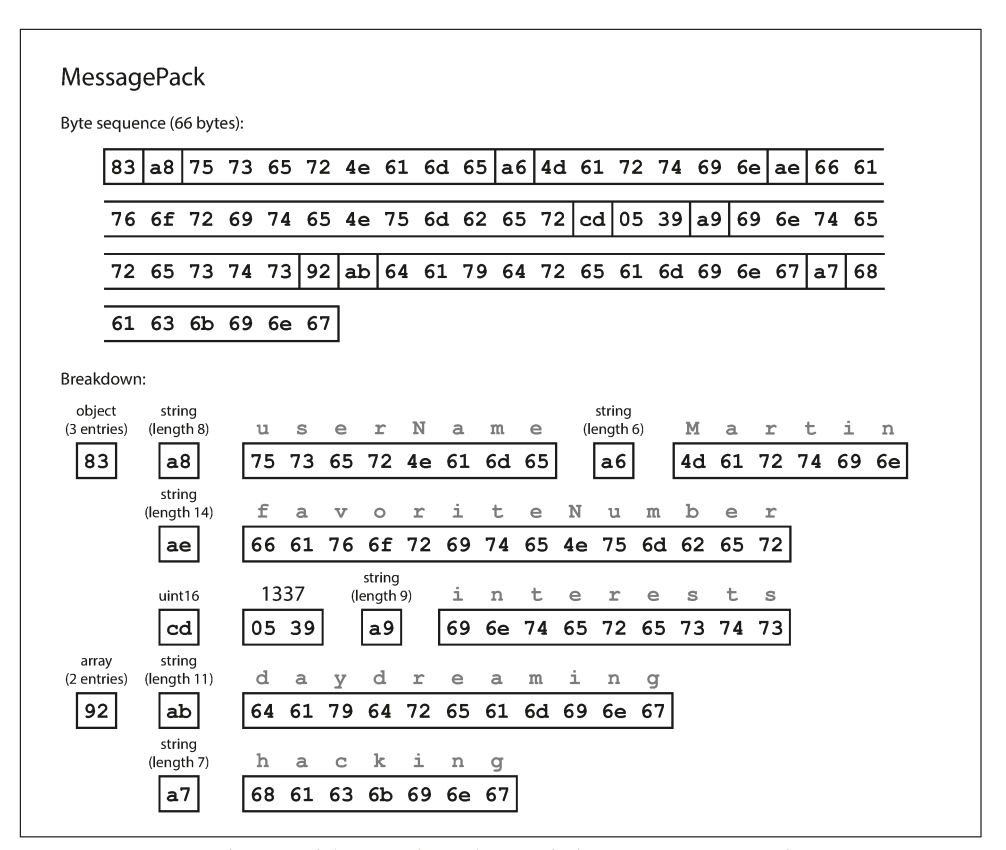 MessagePack
Byte sequence (66 bytes):
83 a8 75 73 65 72 4e 61 6d 65 a6 4d 61 72 74 69 6e ae 66 61
76 6f 72 69 74 65 4e 75 6d 62 65 72 cd 05 39 a9 69 6e 74 65
72 65 73 74 73 92 ab 64 61 79 64 72 65 61 6d 69 6e 67 a7 68
61 63 6b 69 6e 67
Breakdown:
object string string
(3 entries) (length 8) u s e r N a m e (length 6) M a r t i n
83 a8 75 73 65 72 4e 61 6d 65 a6 4d 61 72 74 69 6e
string
(length 14) f a v o r i t e N u m b e r
ae 66 61 76 6f 72 69 74 65 4e 75 6d 62 65 72
string
uint16 1337 (length 9) i n t e r e s t s
cd 05 39 a9 69 6e 74 65 72 65 73 74 73
array string
(2 entries) (length 11) d a y d r e a m i n g
92 ab 64 61 79 64 72 65 61 6d 69 6e 67
string
(length 7) h a c k i n g
a7 68 61 63 6b 69 6e 67